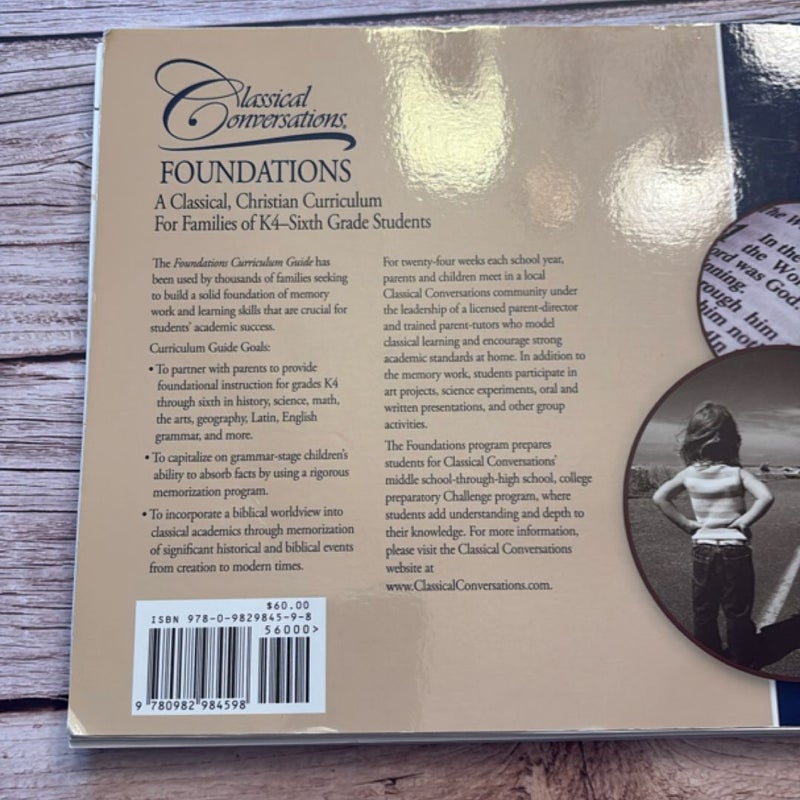 Classical
Conversations®
FOUNDATIONS
A Classical, Christian Curriculum
For Families of K4–Sixth Grade Students
The Foundations Curriculum Guide has
been used by thousands of families seeking
to build a solid foundation of memory
work and learning skills that are crucial for
students' academic success.
Curriculum Guide Goals:
• To partner with parents to provide
foundational instruction for grades K4
through sixth in history, science, math,
the arts, geography, Latin, English
grammar, and more.
• To capitalize on grammar-stage children's
ability to absorb facts by using a rigorous
memorization program.
• To incorporate a biblical worldview into
classical academics through memorization
of significant historical and biblical events
from creation to modern times.
For twenty-four weeks each school year,
parents and children meet in a local
Classical Conversations community under
the leadership of a licensed parent-director
and trained parent-tutors who model
classical learning and encourage strong
academic standards at home. In addition to
the memory work, students participate in
art projects, science experiments, oral and
written presentations, and other group
activities.
The Foundations program prepares
students for Classical Conversations'
middle school-through-high school, college
preparatory Challenge program, where
students add understanding and depth to
their knowledge. For more information,
please visit the Classical Conversations
website at
www.ClassicalConversations.com.
$60.00
ISBN 978-0-9829845-9-8
56000>
9 780982 984598
the W
1 In the
the Wor
ord was God
nning.
rough him
him not
In